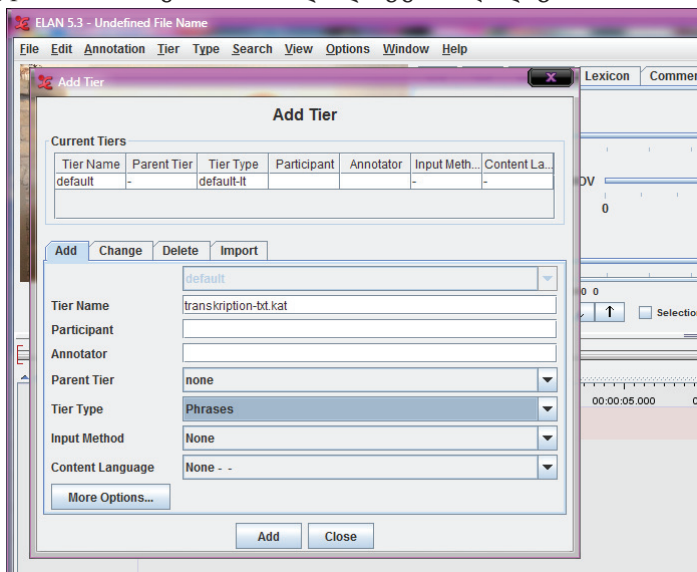 ELAN 5.3 - Undefined File Name
File Edit Annotation Tier Type Search View Options Window Help
Add Tier
Lexicon
Add Tier
Current Tiers
Tier Name Parent Tier Tier Type Participant Annotator Input Meth... Content La...
default - default-lt - -
Add Change Delete Import
default
Tier Name transkription-txt.kat
Participant
Annotator
Parent Tier none
Tier Type Phrases
Input Method None
Content Language None - -
More Options...
Add Close
0
0 0
00:00:05.000